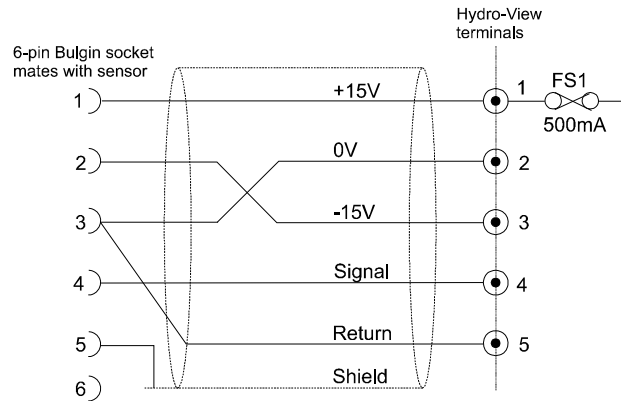 Hydro-View
terminals
6-pin Bulgin socket
mates with sensor
FS1
500mA
1
+15V
1
2
0V
2
3
-15V
3
4
Signal
4
5
Return
5
6
Shield